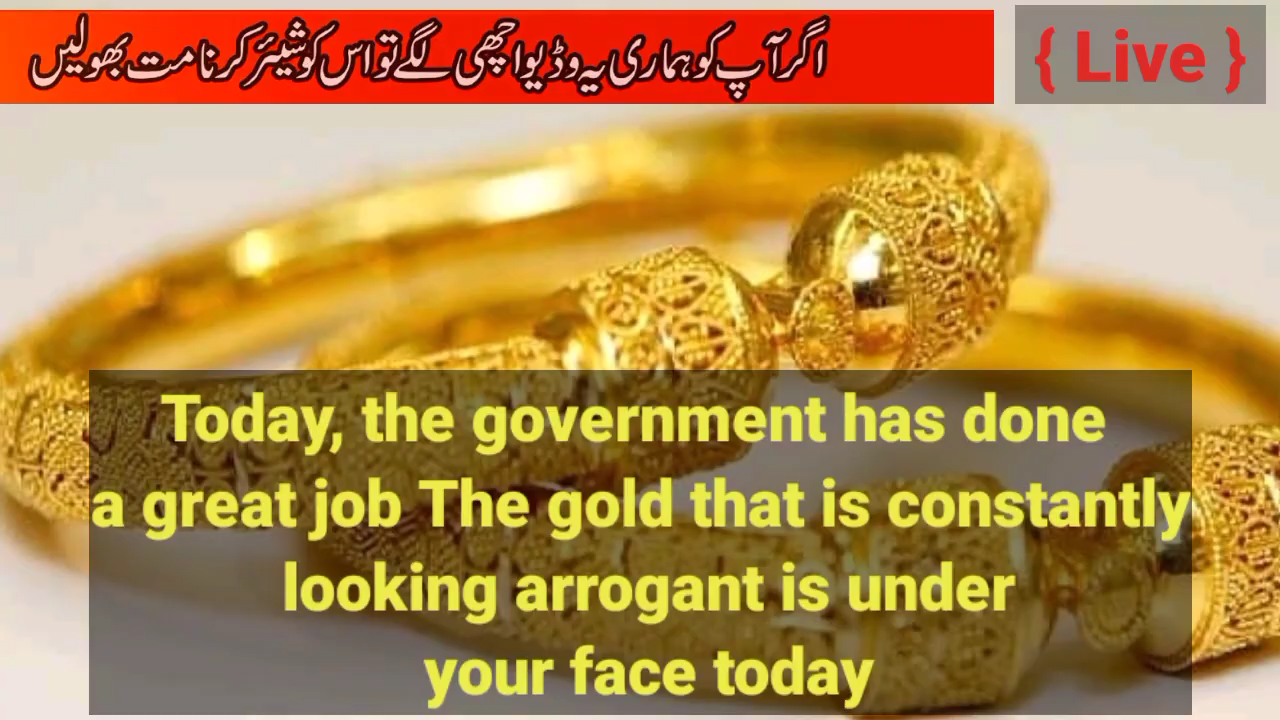 اگر آپ کو ہماری یہ وڈیو اچھی لگے تو اس کو شیئر کرنا مت بھولیں
{ Live }
Today, the government has done
a great job The gold that is constantly
looking arrogant is under
your face today